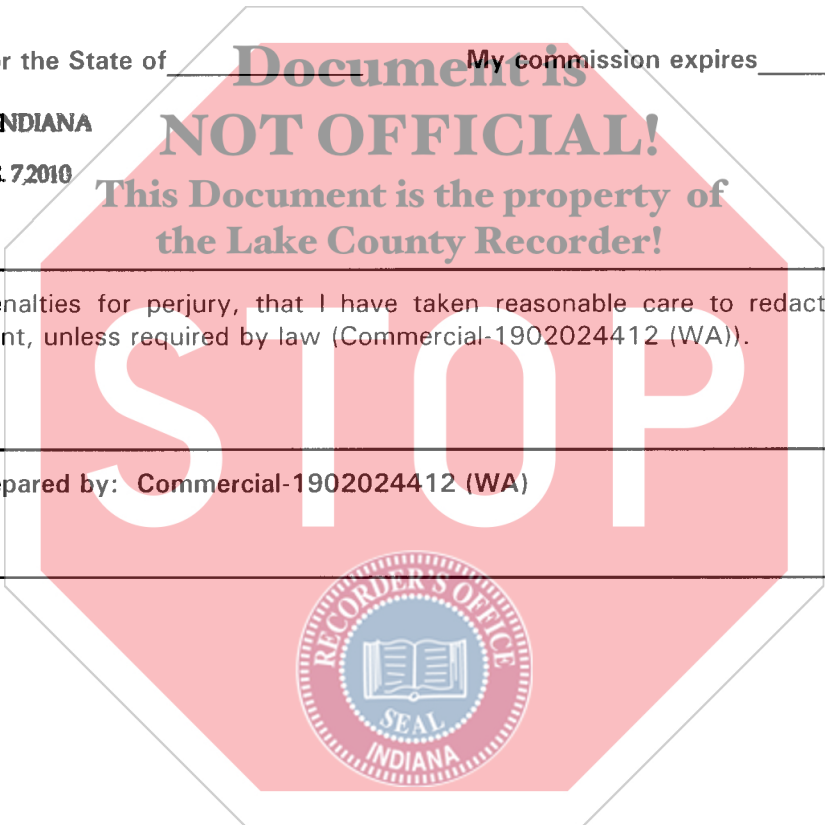 r the State of My commission expires
Document is
NDIANA
NOT OFFICIAL!
7,2010
This Document is the property of
the Lake County Recorder!
enalties for perjury, that I have taken reasonable care to redact
nt, unless required by law (Commercial-1902024412 (WA)).
STOP
epared by: Commercial-1902024412 (WA)
RECORDER'S OFFICE
SEAL
INDIANA